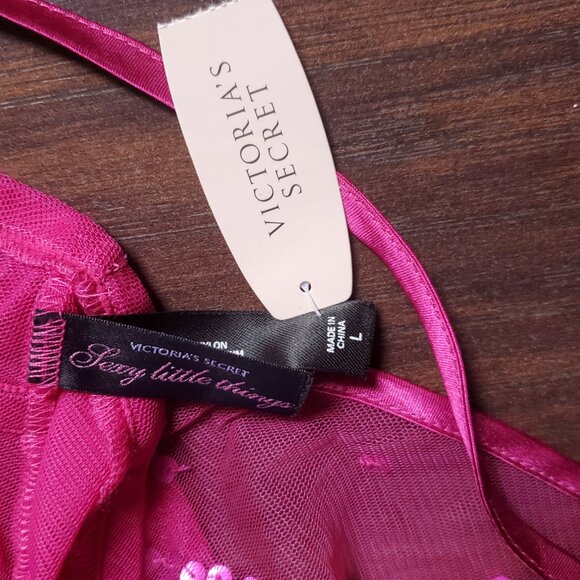 VICTORIA'S
SECRET
MADE IN
CHINA
L
VICTORIA'S SECRET
Sexy little things